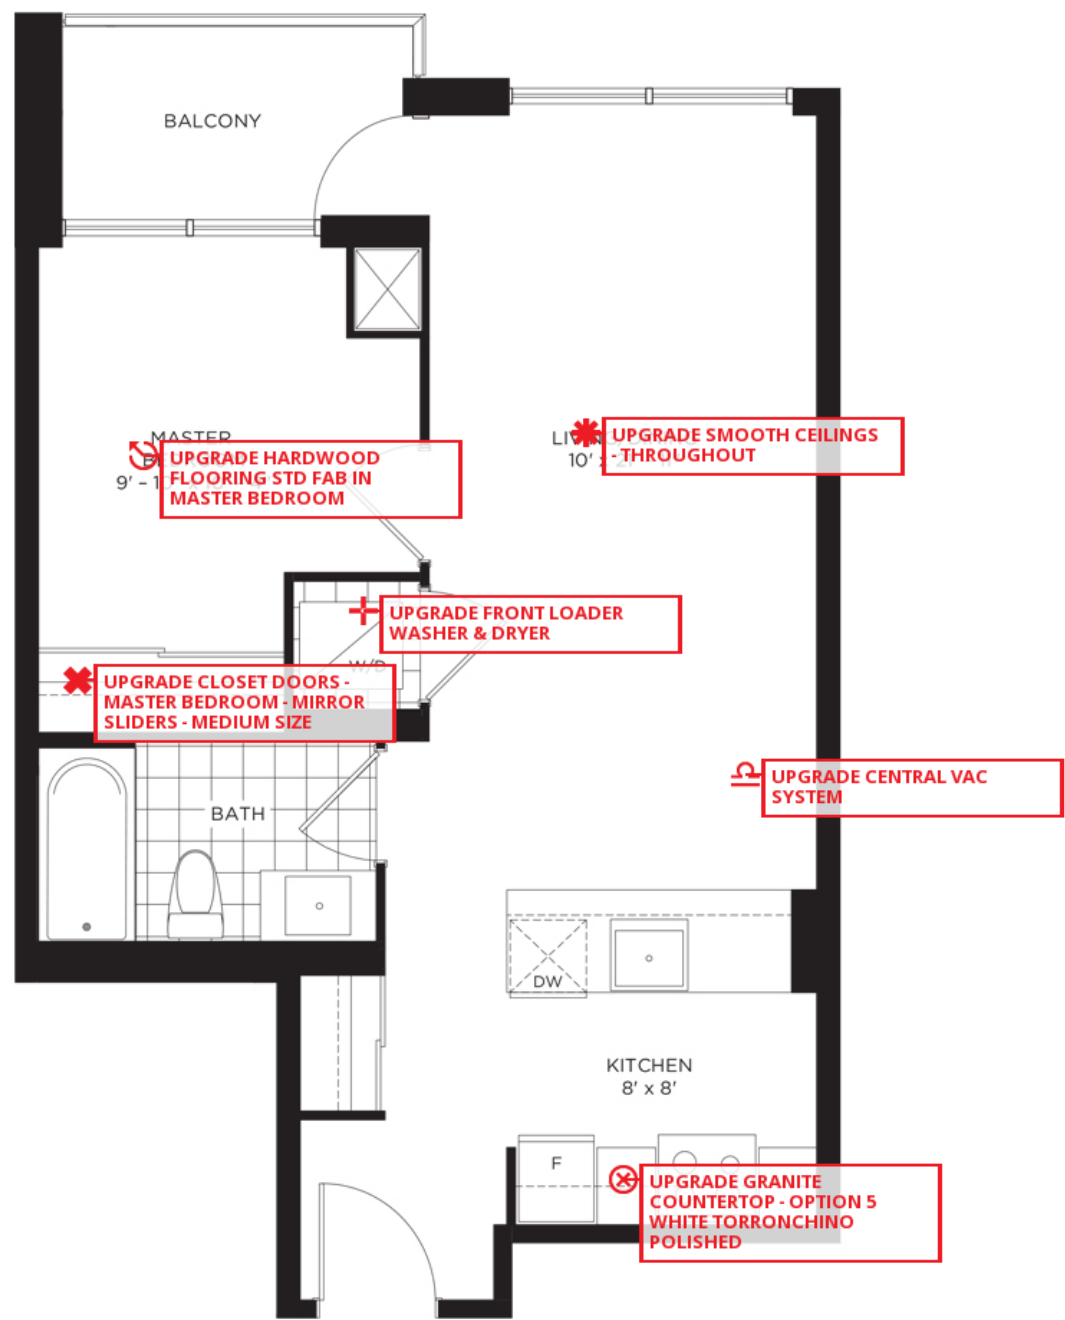 BALCONY
MASTER
9' – 1
UPGRADE HARDWOOD
FLOORING STD FAB IN
MASTER BEDROOM
10'
UPGRADE SMOOTH CEILINGS
- THROUGHOUT
UPGRADE FRONT LOADER
WASHER & DRYER
W/D
UPGRADE CLOSET DOORS -
MASTER BEDROOM - MIRROR
SLIDERS - MEDIUM SIZE
UPGRADE CENTRAL VAC
SYSTEM
BATH
DW
KITCHEN
8' x 8'
F
UPGRADE GRANITE
COUNTERTOP - OPTION 5
WHITE TORRONCHINO
POLISHED